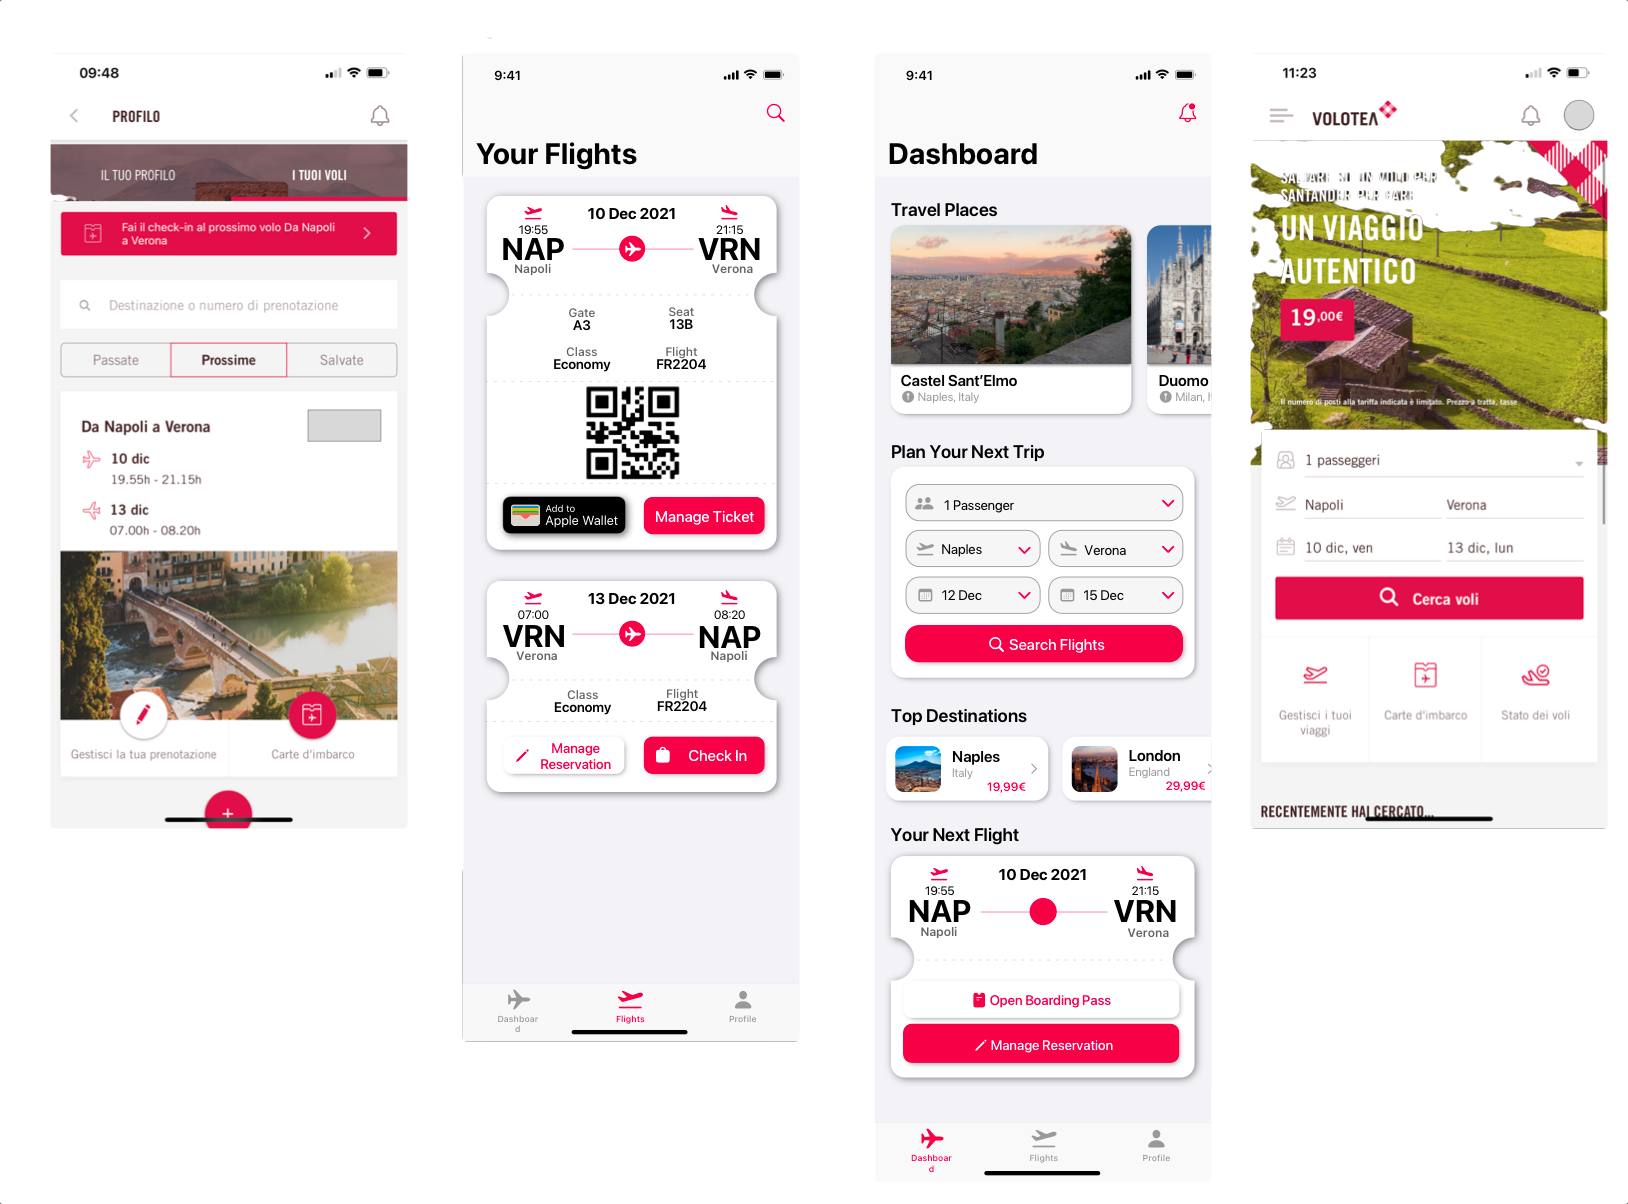 09:48
PROFILO
IL TUO PROFILO
I TUOI VOLI
Fai il check-in al prossimo volo Da Napoli
a Verona
Destinazione o numero di prenotazione
Passate
Prossime
Salvate
Da Napoli a Verona
10 dic
19.55h - 21.15h
13 dic
07.00h - 08.20h
Gestisci la tua prenotazione
Carte d'imbarco
+
9:41
Your Flights
10 Dec 2021
19:55
21:15
NAP
VRN
Napoli
Verona
Gate
Seat
A3
13B
Class
Flight
Economy
FR2204
Add to
Apple Wallet
Manage Ticket
13 Dec 2021
07:00
08:20
VRN
NAP
Verona
Napoli
Class
Flight
Economy
FR2204
Manage
Reservation
Check In
Dashboar
d
Flights
Profile
9:41
Dashboard
Travel Places
Castel Sant'Elmo
Naples, Italy
Duomo
Milan, I
Plan Your Next Trip
1 Passenger
Naples
Verona
12 Dec
15 Dec
Search Flights
Top Destinations
Naples
Italy
19,99€
London
England
29,99€
Your Next Flight
10 Dec 2021
19:55
21:15
NAP
VRN
Napoli
Verona
Open Boarding Pass
Manage Reservation
Dashboar
d
Flights
Profile
11:23
VOLOTEA
UN VIAGGIO
AUTENTICO
19,00€
Il numero di posti alla tariffa indicata è limitato. Prezzo a tratta, tasse
1 passeggeri
Napoli
Verona
10 dic, ven
13 dic, lun
Cerca voli
Gestisci i tuoi
viaggi
Carte d'imbarco
Stato dei voli
RECENTEMENTE HAI CERCATO...